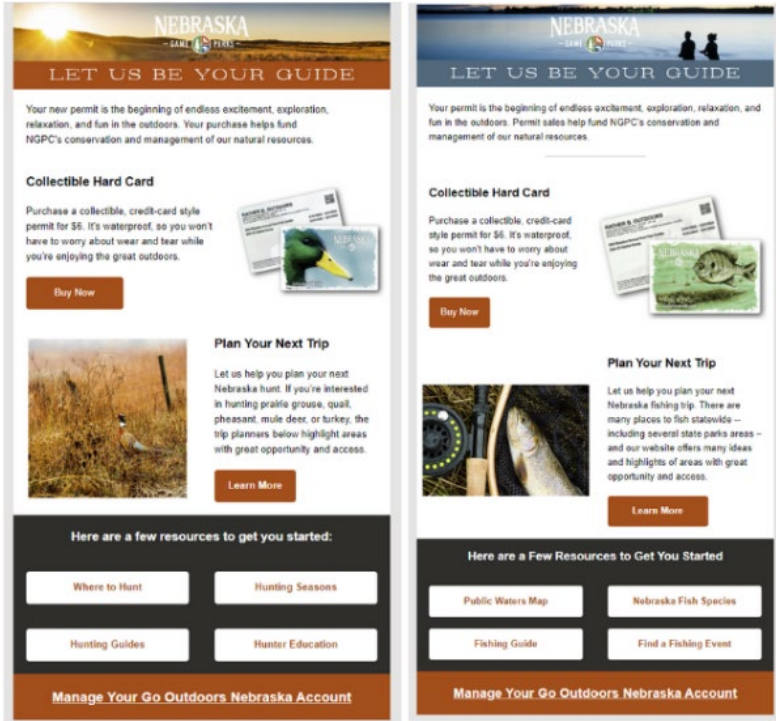 NEBRASKA
GAME PARKS
LET US BE YOUR GUIDE
Your new permit is the beginning of endless excitement, exploration,
relaxation, and fun in the outdoors. Your purchase helps fund
NGPC's conservation and management of our natural resources.
Collectible Hard Card
Purchase a collectible, credit-card style
permit for $6. It's waterproof, so you won't
have to worry about wear and tear while
you're enjoying the great outdoors.
Buy Now
NEBRASKA
Plan Your Next Trip
Let us help you plan your next
Nebraska hunt. If you're interested
in hunting prairie grouse, quail,
pheasant, mule deer, or turkey, the
trip planners below highlight areas
with great opportunity and access.
Learn More
Here are a few resources to get you started:
Where to Hunt
Hunting Seasons
Hunting Guides
Hunter Education
Manage Your Go Outdoors Nebraska Account
NEBRASKA
GAME PARKS
LET US BE YOUR GUIDE
Your permit is the beginning of endless excitement, exploration, relaxation, and
fun in the outdoors. Permit sales help fund NGPC's conservation and
management of our natural resources.
Collectible Hard Card
Purchase a collectible, credit-card
style permit for $6. It's waterproof,
so you won't have to worry about
wear and tear while you're enjoying
the great outdoors.
Buy Now
NEBRASKA
Plan Your Next Trip
Let us help you plan your next
Nebraska fishing trip. There are
many places to fish statewide –
including several state parks areas –
and our website offers many ideas
and highlights of areas with great
opportunity and access.
Learn More
Here are a Few Resources to Get You Started
Public Waters Map
Nebraska Fish Species
Fishing Guide
Find a Fishing Event
Manage Your Go Outdoors Nebraska Account